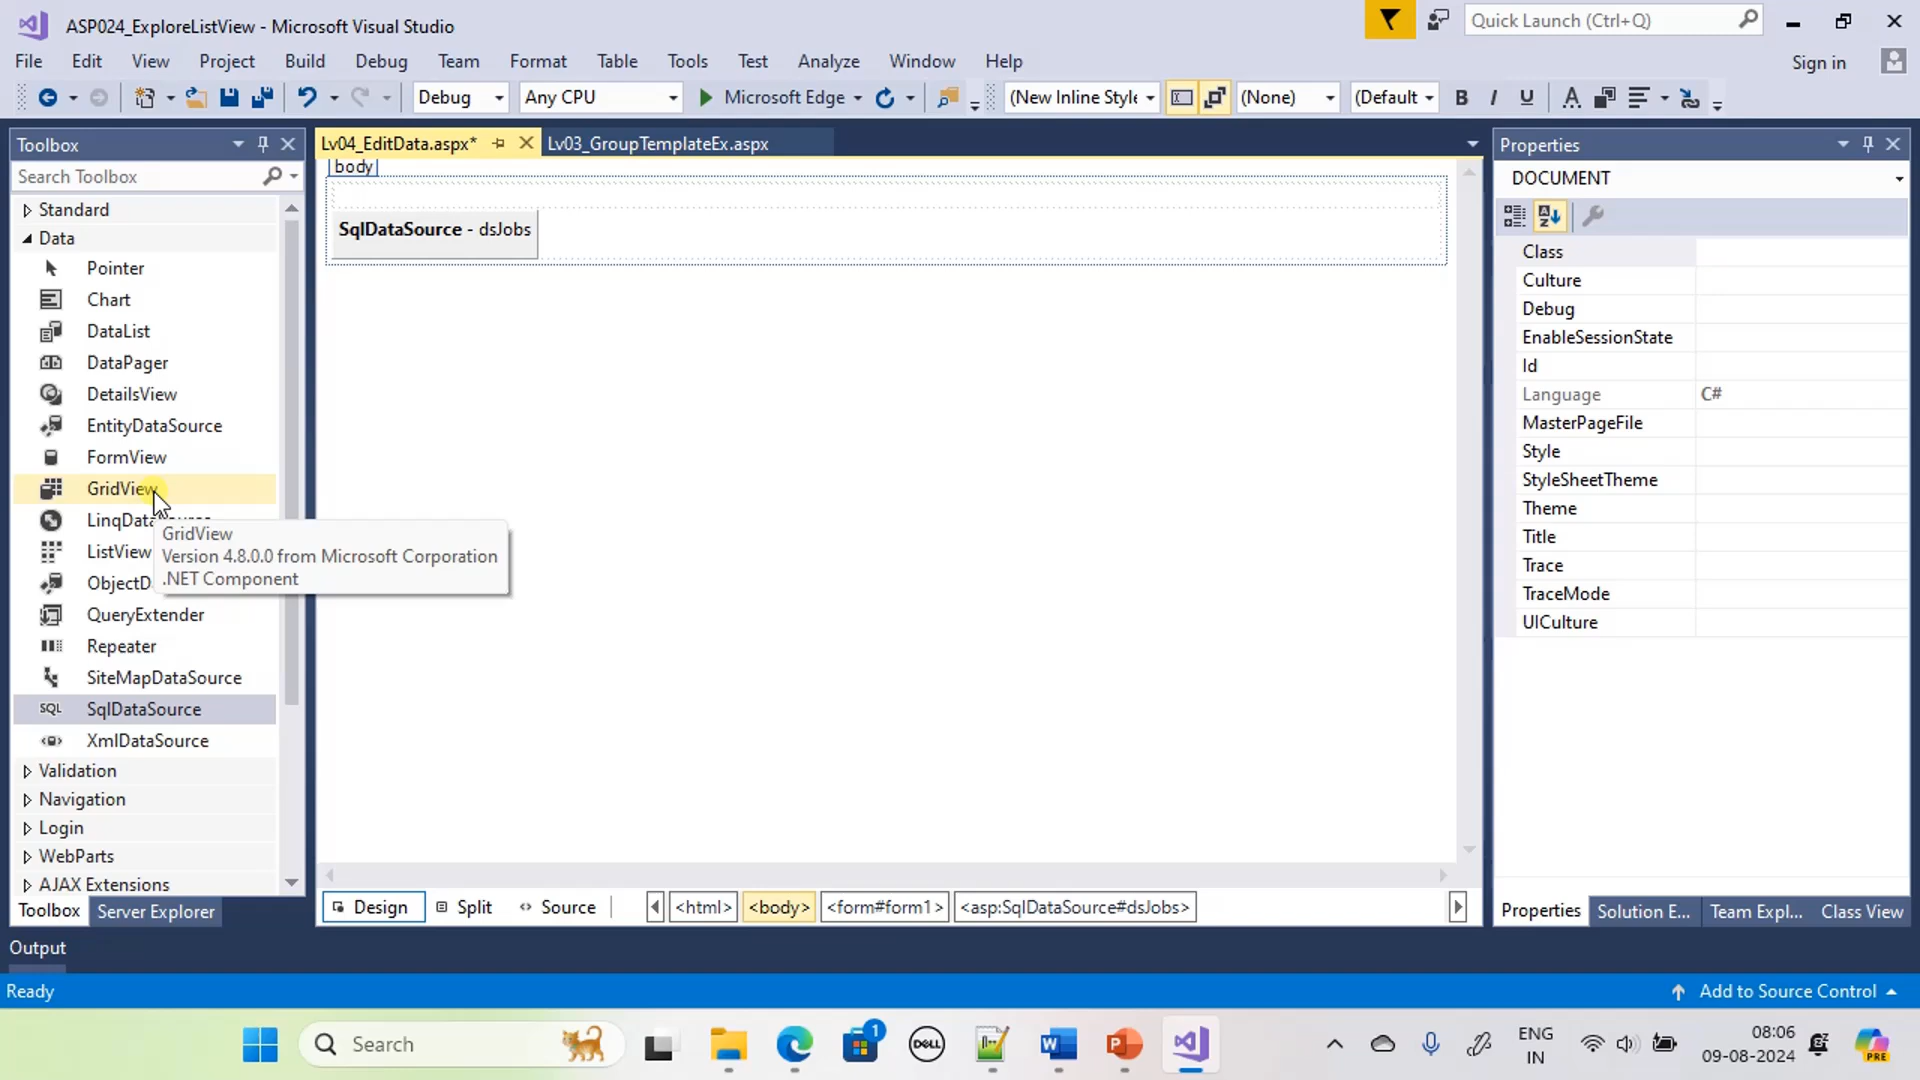 ASP024_ExploreListView - Microsoft Visual Studio
Quick Launch (Ctrl+Q)
File Edit View Project Build Debug Team Format Table Tools Test Analyze Window Help
Sign in
Debug Any CPU Microsoft Edge (New Inline Style (None) (Default B I U A
Toolbox
Lv04_EditData.aspx* Lv03_GroupTemplateEx.aspx
Properties
Search Toolbox
body
DOCUMENT
Standard
Data
Pointer
Chart
DataList
DataPager
DetailsView
EntityDataSource
FormView
GridView
ListView
QueryExtender
Repeater
SiteMapDataSource
SQL SqlDataSource
XmlDataSource
Validation
Navigation
Login
WebParts
AJAX Extensions
SqlDataSource - dsJobs
GridView
Version 4.8.0.0 from Microsoft Corporation
.NET Component
Class
Culture
Debug
EnableSessionState
Id
Language C#
MasterPageFile
Style
StyleSheetTheme
Theme
Title
Trace
TraceMode
UICulture
Design Split Source <html> <body> <form#form1> <asp:SqlDataSource#dsJobs>
Toolbox Server Explorer
Properties Solution E... Team Expl... Class View
Output
Ready
Add to Source Control
Search
1
DELL
ENG
IN
08:06
09-08-2024
PRE